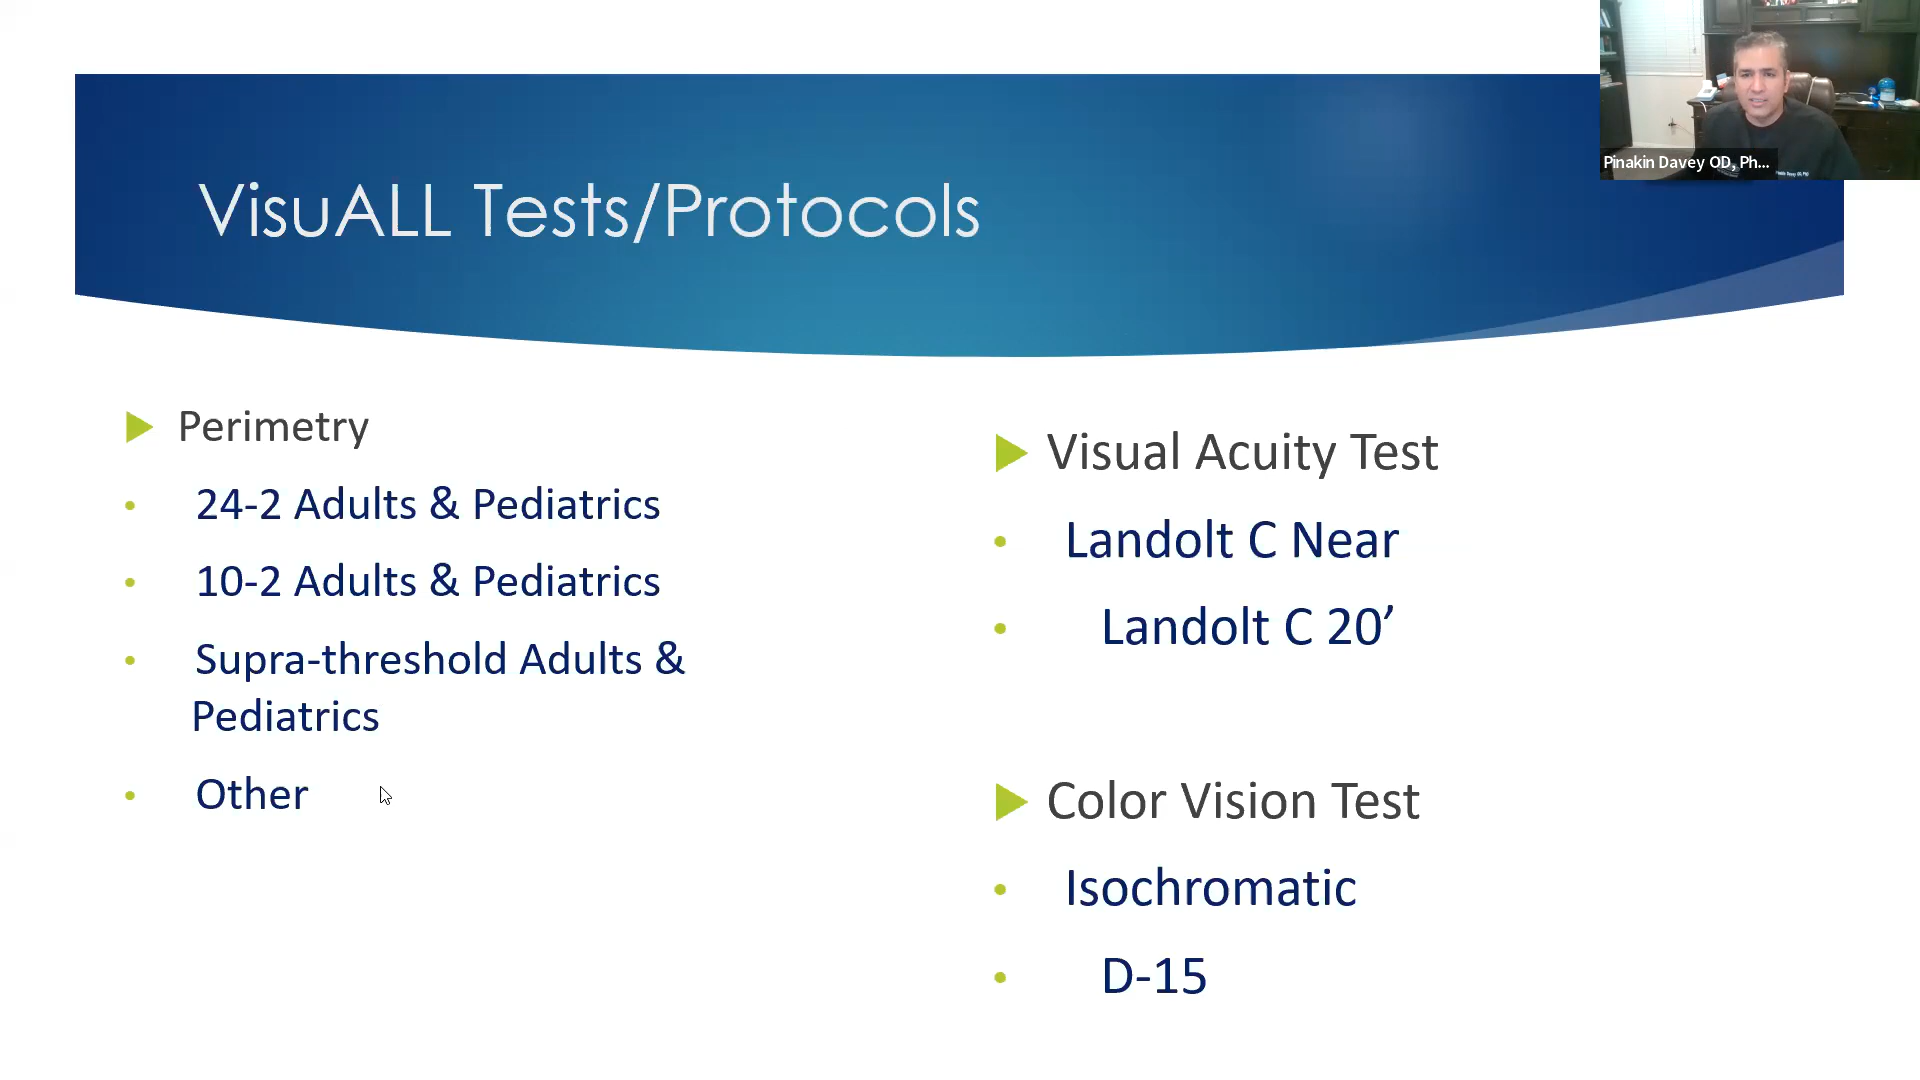 VisuALL Tests/Protocols
Pinakin Davey OD, Ph...
Perimetry
24-2 Adults & Pediatrics
10-2 Adults & Pediatrics
Supra-threshold Adults &
Pediatrics
Other
Visual Acuity Test
Landolt C Near
Landolt C 20’
Color Vision Test
Isochromatic
D-15